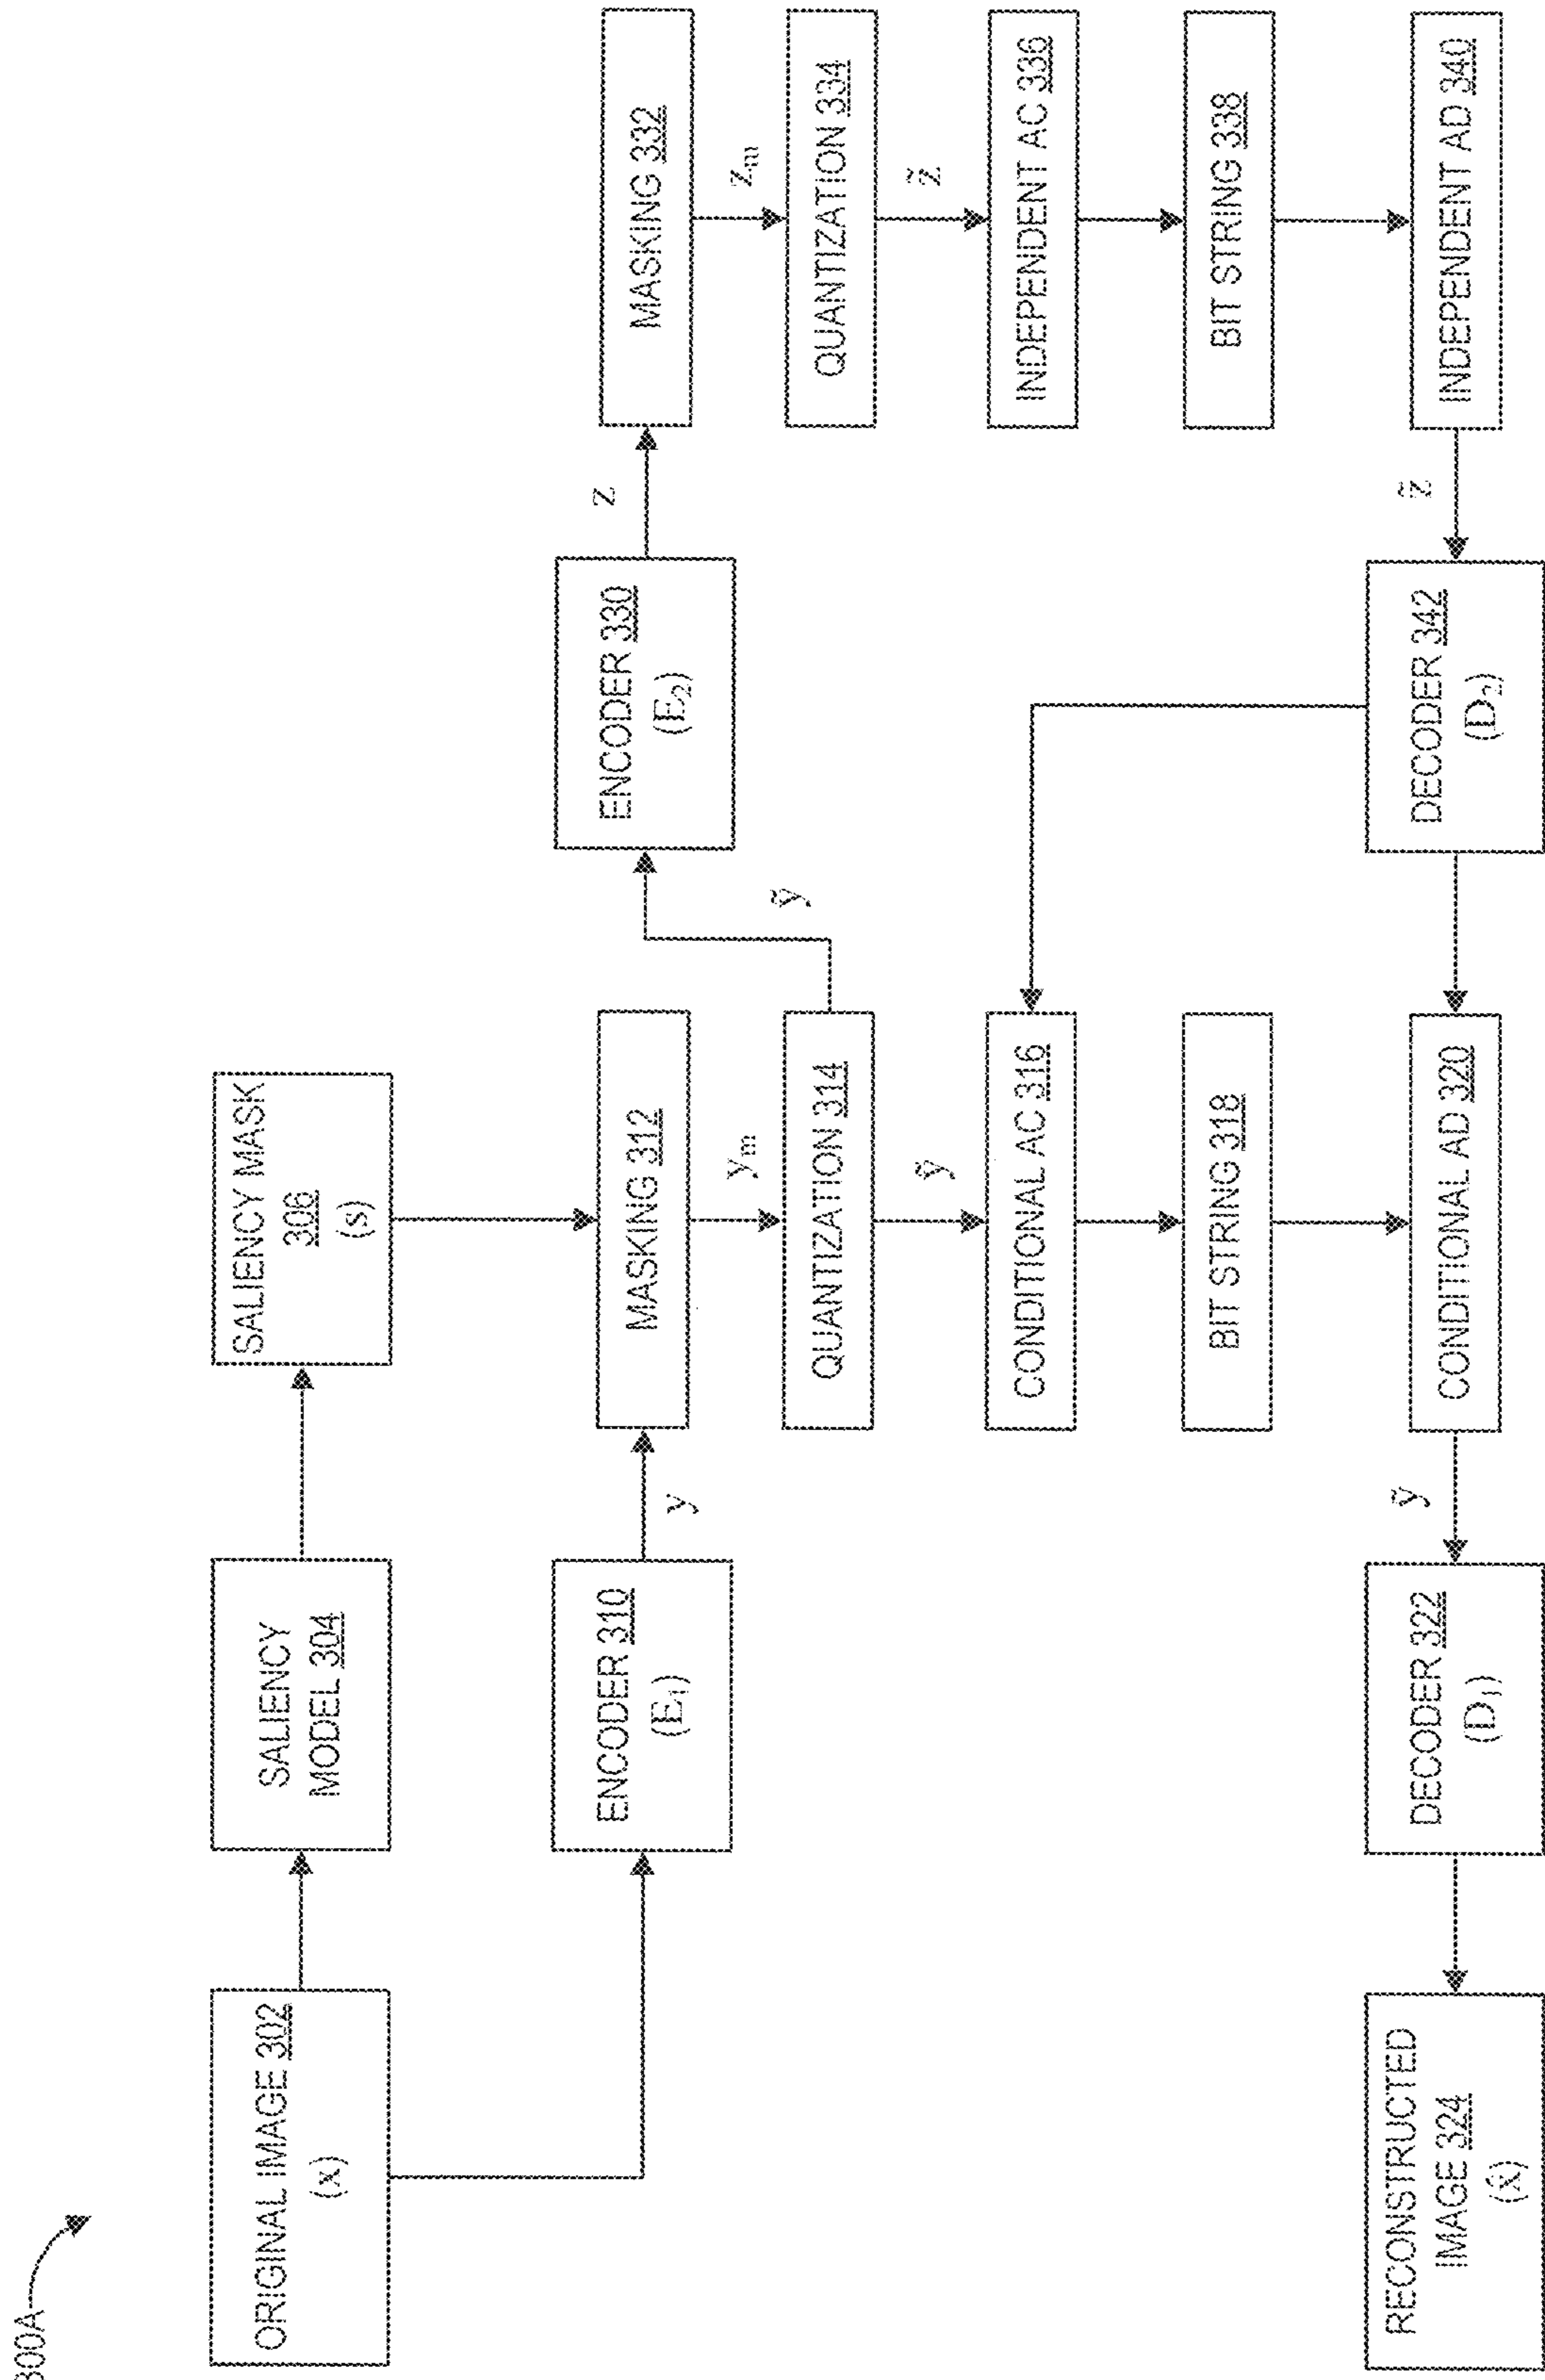 300A
ORIGINAL IMAGE 302
(x)
SALIENCY
MODEL 304
SALIENCY MASK
306
(s)
ENCODER 310
(E₁)
y
MASKING 312
yₘ
QUANTIZATION 314
ỹ
ỹ
CONDITIONAL AC 316
BIT STRING 318
CONDITIONAL AD 320
ENCODER 330
(E₂)
z
MASKING 332
zₘ
QUANTIZATION 334
z̃
INDEPENDENT AC 336
BIT STRING 338
INDEPENDENT AD 340
z̃
DECODER 342
(D₂)
ỹ
DECODER 322
(D₁)
RECONSTRUCTED
IMAGE 324
(x̂)